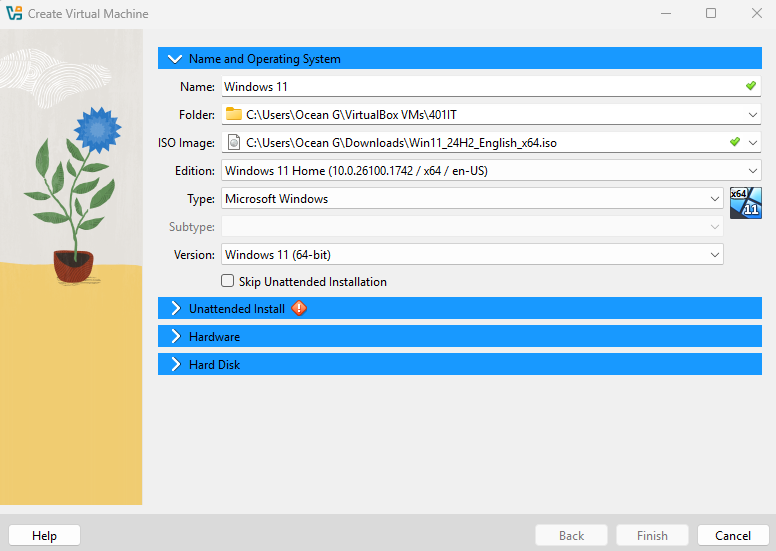 Create Virtual Machine
Name and Operating System
Name: Windows 11
Folder: C:\Users\Ocean G\VirtualBox VMs\401IT
ISO Image: C:\Users\Ocean G\Downloads\Win11_24H2_English_x64.iso
Edition: Windows 11 Home (10.0.26100.1742 / x64 / en-US)
Type: Microsoft Windows
x64
11
Subtype:
Version: Windows 11 (64-bit)
Skip Unattended Installation
Unattended Install
Hardware
Hard Disk
Help Back Finish Cancel